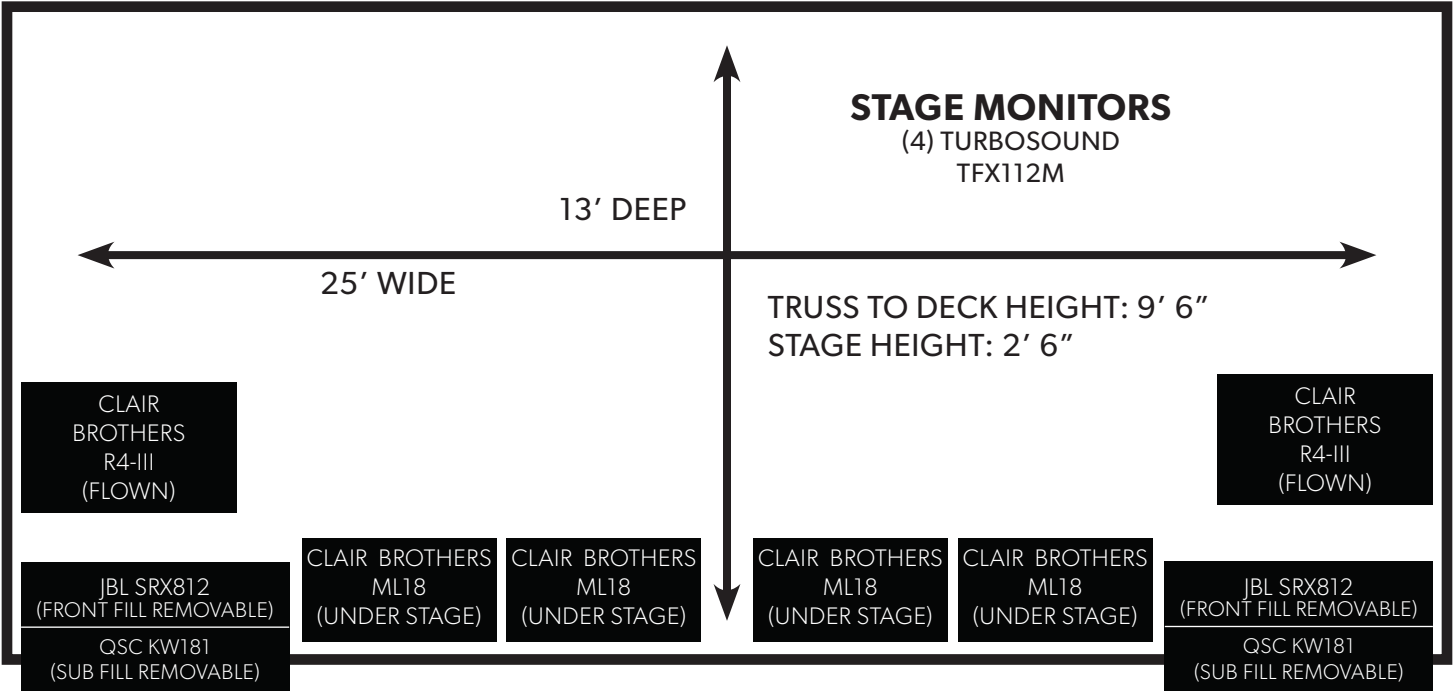 STAGE MONITORS
(4) TURBOSOUND
TFX112M
13’ DEEP
25’ WIDE
TRUSS TO DECK HEIGHT: 9’ 6”
STAGE HEIGHT: 2’ 6”
CLAIR
BROTHERS
R4-III
(FLOWN)
CLAIR
BROTHERS
R4-III
(FLOWN)
JBL SRX812
(FRONT FILL REMOVABLE)
QSC KW181
(SUB FILL REMOVABLE)
CLAIR BROTHERS
ML18
(UNDER STAGE)
CLAIR BROTHERS
ML18
(UNDER STAGE)
CLAIR BROTHERS
ML18
(UNDER STAGE)
CLAIR BROTHERS
ML18
(UNDER STAGE)
JBL SRX812
(FRONT FILL REMOVABLE)
QSC KW181
(SUB FILL REMOVABLE)